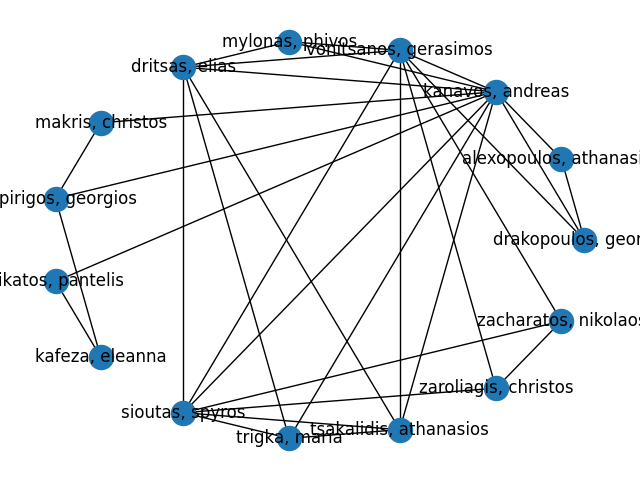 mylonas, phivos
vonitsanos, gerasimos
dritsas, elias
kanavos, andreas
makris, christos
alexopoulos, athanasi
pirigos, georgios
drakopoulos, geor
ikatos, pantelis
zacharatos, nikolaos
kafeza, eleanna
zaroliagis, christos
sioutas, spyros
trigka, maria
tsakalidis, athanasios